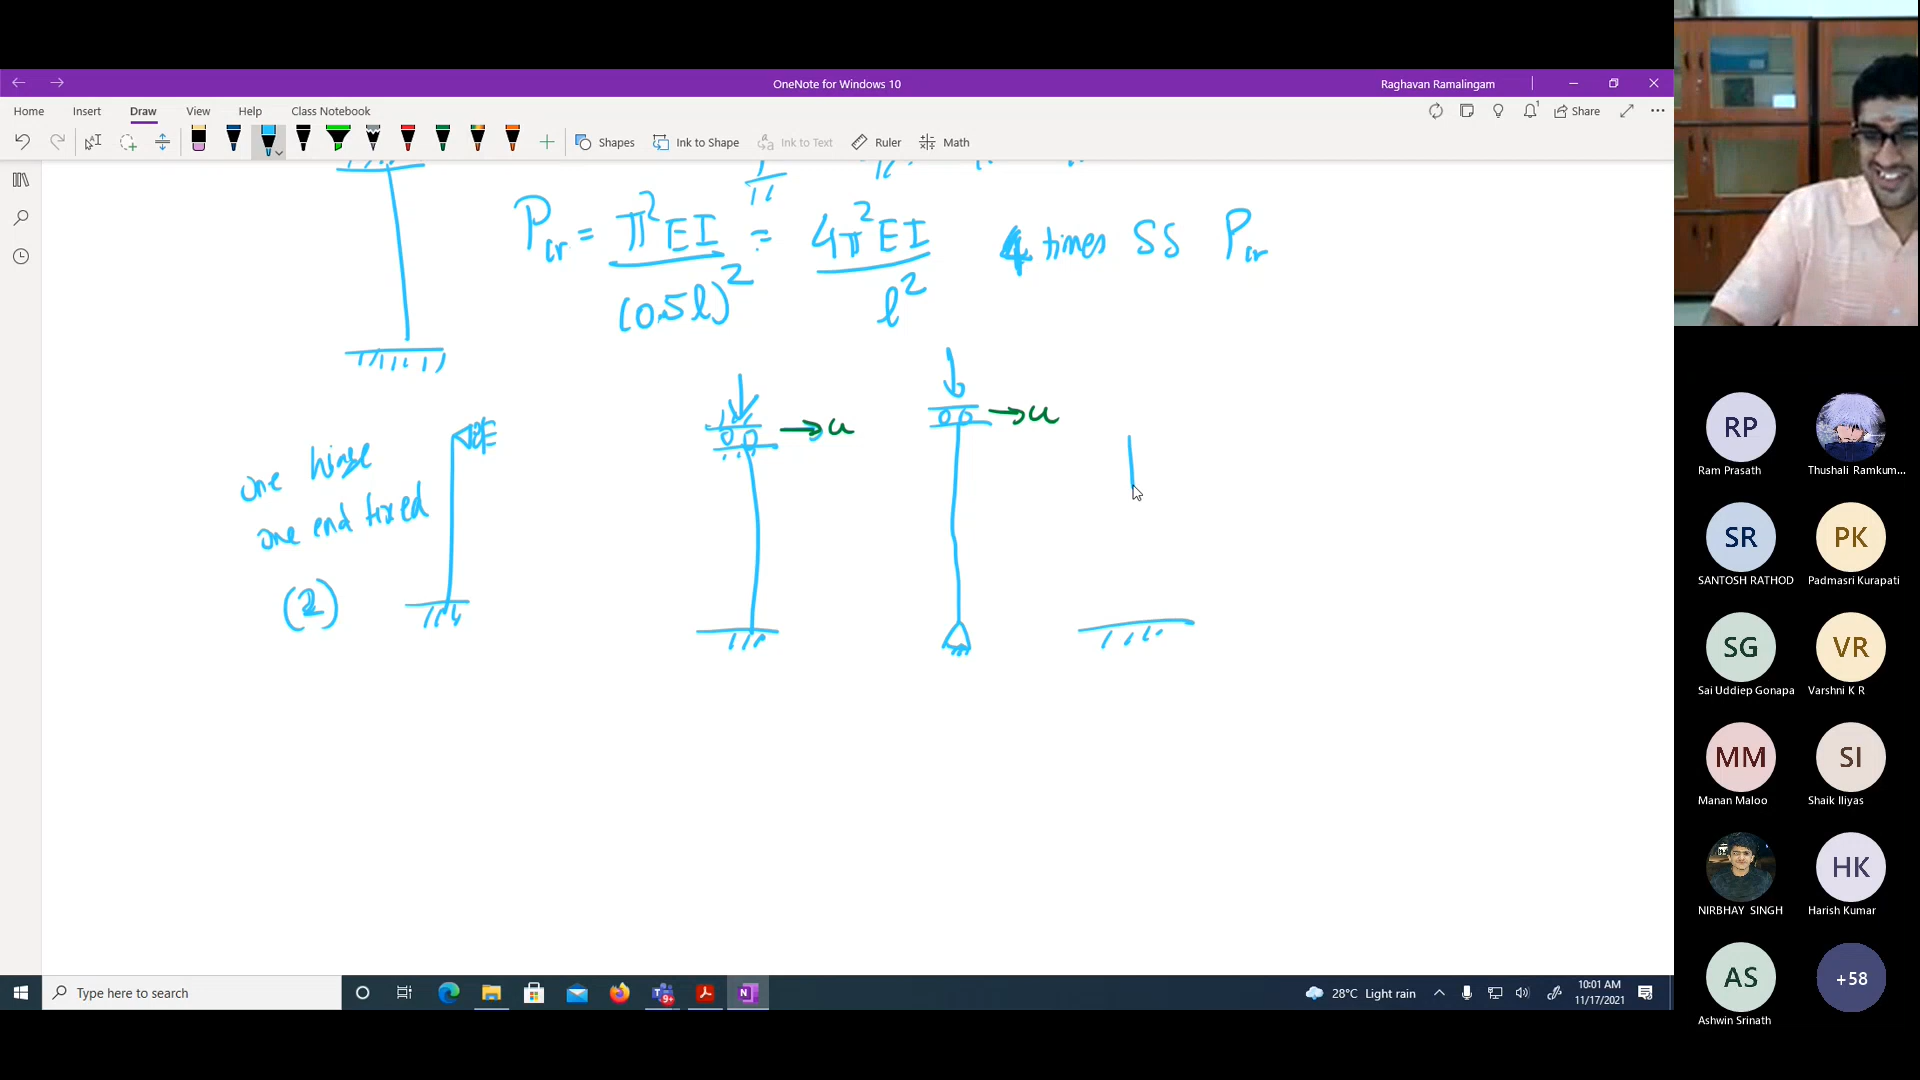 OneNote for Windows 10
Raghavan Ramalingam
Home Insert Draw View Help Class Notebook
Share
Shapes Ink to Shape Ink to Text Ruler Math
P_cr = π²EI / (0.5l)² = 4π²EI / l² 4 times SS P_cr
one hinge
one end fixed
(2)
→ u
→ u
RP
Ram Prasath
Thushali Ramkum...
SR
SANTOSH RATHOD
PK
Padmasri Kurapati
SG
Sai Uddiep Gonapa
VR
Varshni K R
MM
Manan Maloo
SI
Shaik Iliyas
NIRBHAY SINGH
HK
Harish Kumar
AS
Ashwin Srinath
+58
Type here to search
9+
28°C Light rain
10:01 AM
11/17/2021